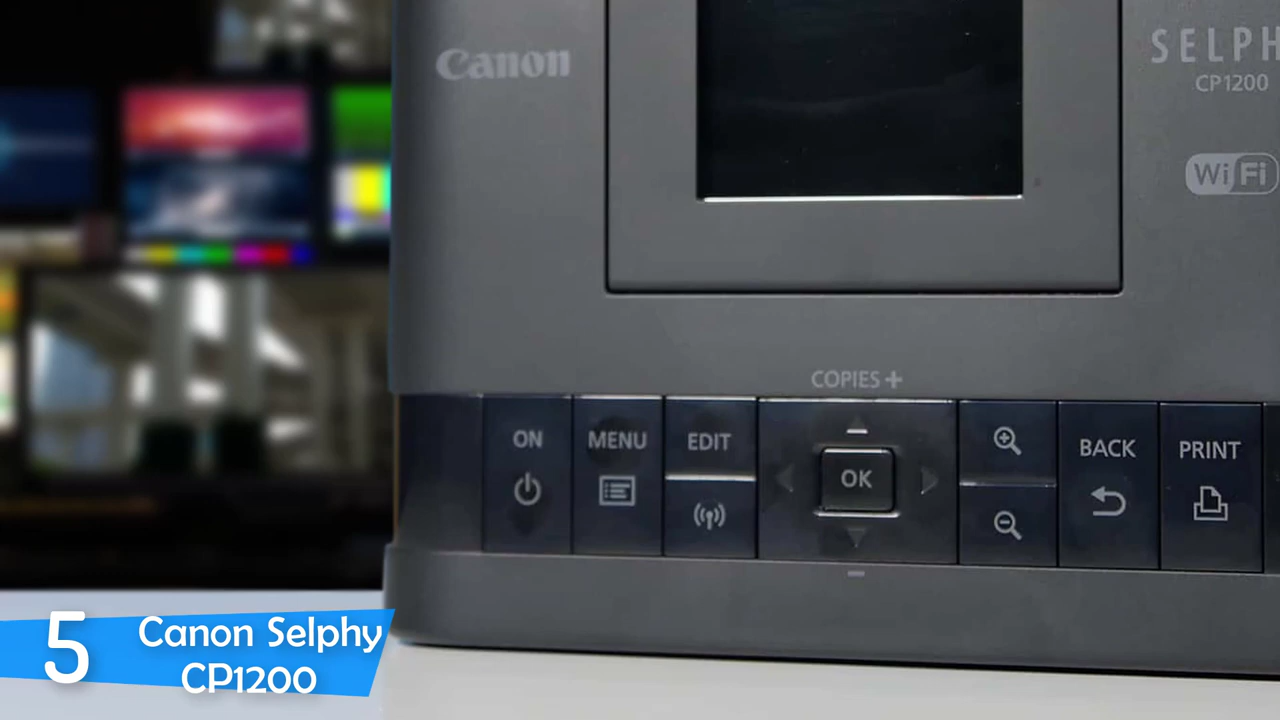 Canon
SELPH
CP1200
WiFi
COPIES +
ON
MENU
EDIT
OK
BACK
PRINT
5
Canon Selphy
CP1200